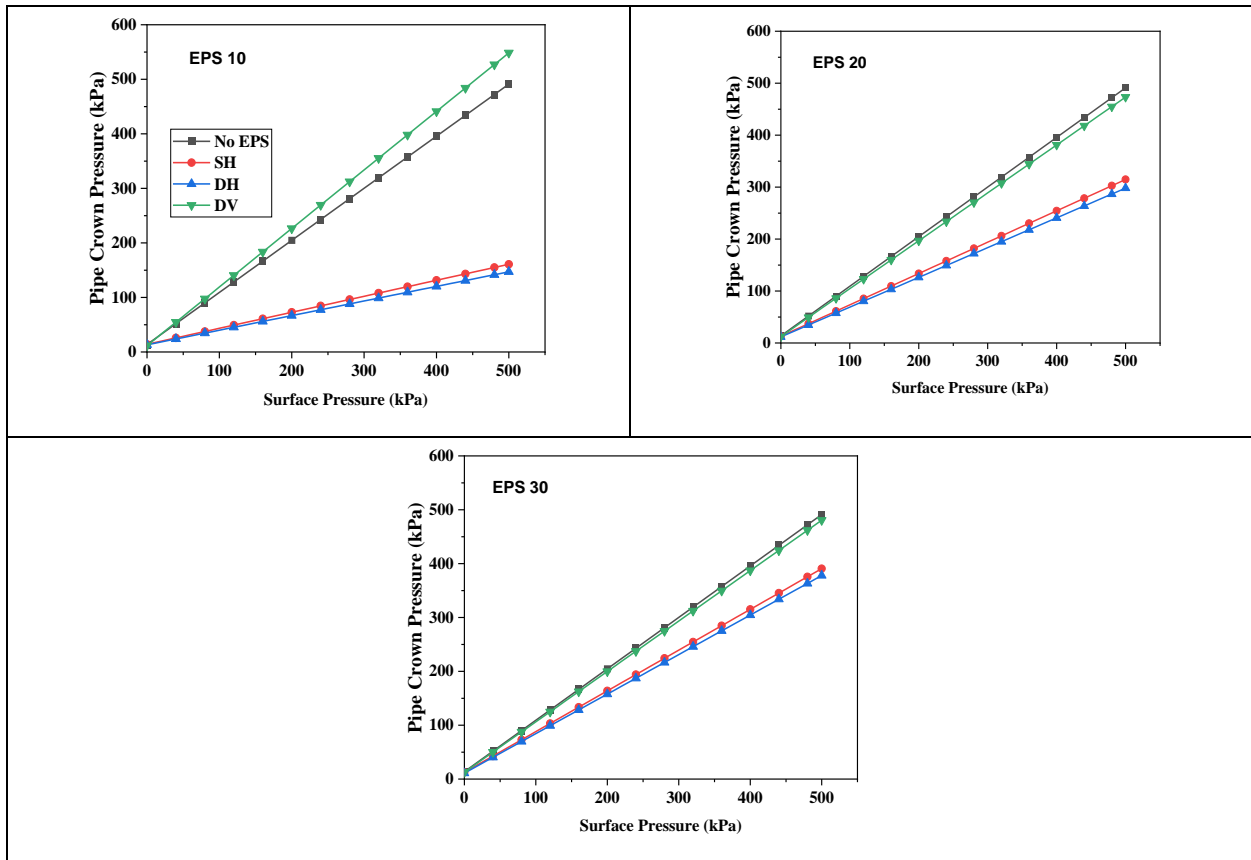 EPS 10
Pipe Crown Pressure (kPa)
600
500
400
300
200
100
0
No EPS
SH
DH
DV
0 100 200 300 400 500
Surface Pressure (kPa)
EPS 20
Pipe Crown Pressure (kPa)
600
500
400
300
200
100
0
0 100 200 300 400 500
Surface Pressure (kPa)
EPS 30
Pipe Crown Pressure (kPa)
600
500
400
300
200
100
0
0 100 200 300 400 500
Surface Pressure (kPa)